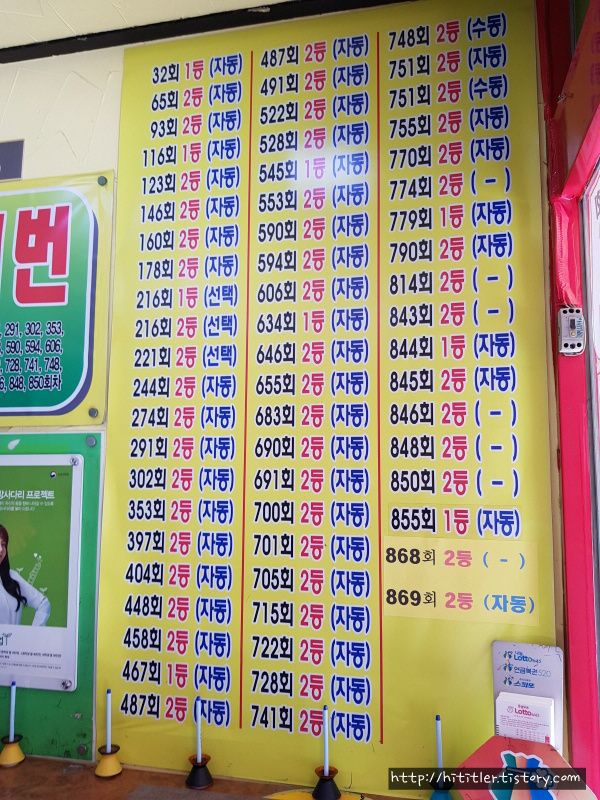 32회 1등 (자동)
65회 2등 (자동)
93회 2등 (자동)
116회 1등 (자동)
123회 2등 (자동)
146회 2등 (자동)
160회 2등 (자동)
178회 2등 (자동)
216회 1등 (선택)
216회 2등 (선택)
221회 2등 (선택)
244회 2등 (자동)
274회 2등 (자동)
291회 2등 (자동)
302회 2등 (자동)
353회 2등 (자동)
397회 2등 (자동)
404회 2등 (자동)
448회 2등 (자동)
458회 2등 (자동)
467회 1등 (자동)
487회 2등 (자동)
487회 2등 (자동)
491회 2등 (자동)
522회 2등 (자동)
528회 2등 (자동)
545회 1등 (자동)
553회 2등 (자동)
590회 2등 (자동)
594회 2등 (자동)
606회 2등 (자동)
634회 1등 (자동)
646회 2등 (자동)
655회 2등 (자동)
683회 2등 (자동)
690회 2등 (자동)
691회 2등 (자동)
700회 2등 (자동)
701회 2등 (자동)
705회 2등 (자동)
715회 2등 (자동)
722회 2등 (자동)
728회 2등 (자동)
741회 2등 (자동)
748회 2등 (수동)
751회 2등 (자동)
751회 2등 (수동)
755회 2등 (자동)
770회 2등 (자동)
774회 2등 ( - )
779회 1등 (자동)
790회 2등 (자동)
814회 2등 ( - )
843회 2등 ( - )
844회 1등 (자동)
845회 2등 (자동)
846회 2등 ( - )
848회 2등 ( - )
850회 2등 ( - )
855회 1등 (자동)
868회 2등 ( - )
869회 2등 (자동)
번
291, 302, 353,
590, 594, 606,
728, 741, 748,
848, 850회차
사다리 프로젝트
Lotto6/45
연금복권520
스피또
Lotto6/45
http://hititler.tistory.com/